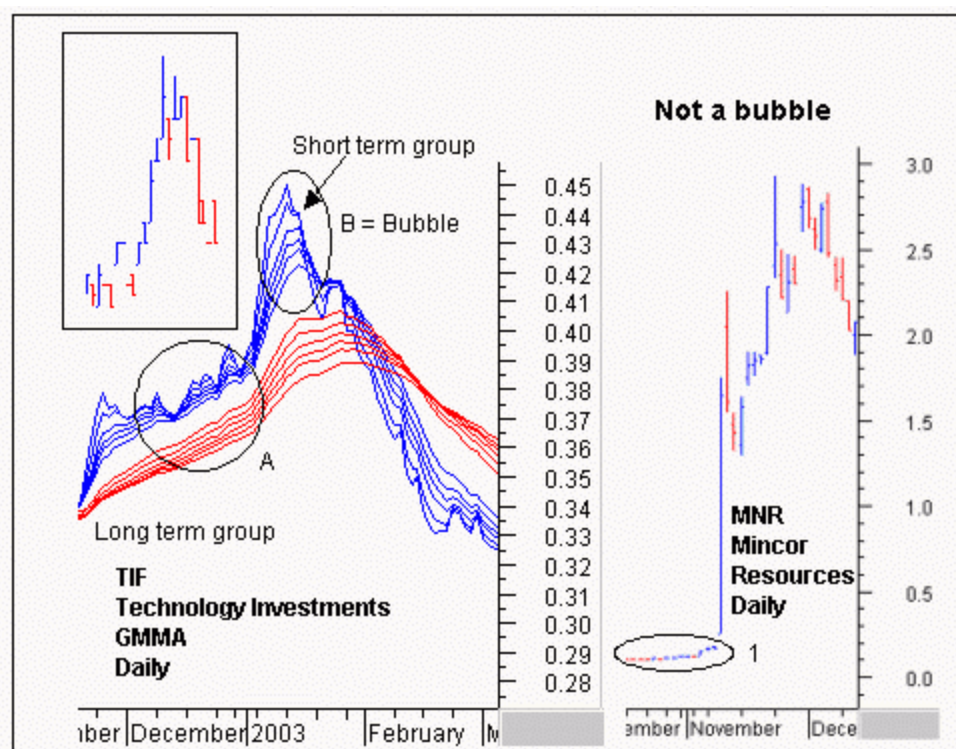 Not a bubble
Short term group
B = Bubble
A
Long term group
TIF
Technology Investments
GMMA
Daily
0.45
0.44
0.43
0.42
0.41
0.40
0.39
0.38
0.37
0.36
0.35
0.34
0.33
0.32
0.31
0.30
0.29
0.28
mber December 2003 February M
3.0
2.5
2.0
1.5
1.0
0.5
0.0
MNR
Mincor
Resources
Daily
1
ember November Dece